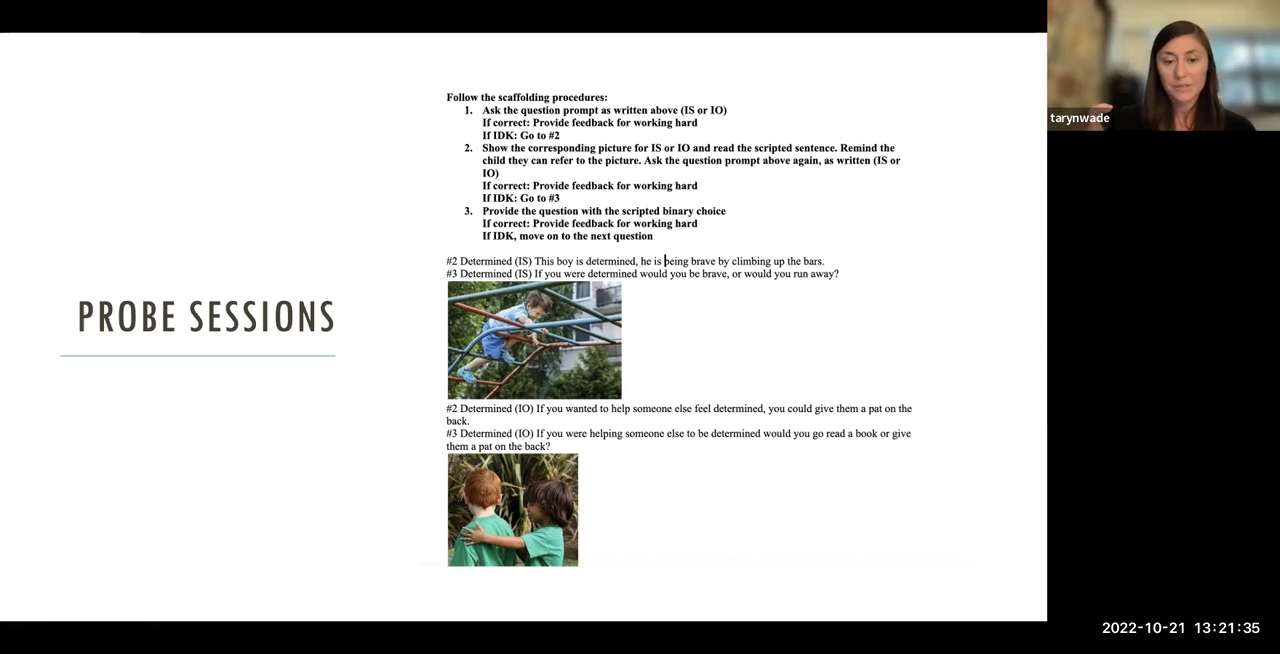 Follow the scaffolding procedures:
1. Ask the question prompt as written above (IS or IO)
If correct: Provide feedback for working hard
If IDK: Go to #2
2. Show the corresponding picture for IS or IO and read the scripted sentence. Remind the
child they can refer to the picture. Ask the question prompt above again, as written (IS or
IO)
If correct: Provide feedback for working hard
If IDK: Go to #3
3. Provide the question with the scripted binary choice
If correct: Provide feedback for working hard
If IDK, move on to the next question
#2 Determined (IS) This boy is determined, he is being brave by climbing up the bars.
#3 Determined (IS) If you were determined would you be brave, or would you run away?
PROBE SESSIONS
#2 Determined (IO) If you wanted to help someone else feel determined, you could give them a pat on the
back.
#3 Determined (IO) If you were helping someone else to be determined would you go read a book or give
them a pat on the back?
tarynwade
2022-10-21 13:21:35